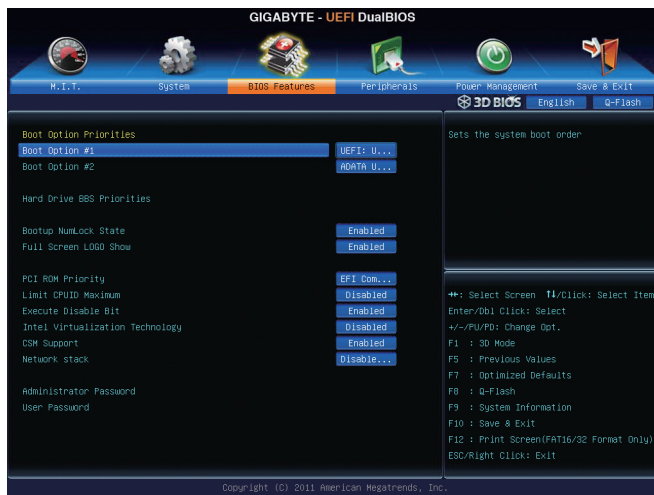 GIGABYTE - UEFI DualBIOS
M.I.T. System BIOS Features Peripherals Power Management Save & Exit
3D BIOS English Q-Flash
Boot Option Priorities
Boot Option #1 UEFI: U...
Boot Option #2 ADATA U...
Hard Drive BBS Priorities
Bootup NumLock State Enabled
Full Screen LOGO Show Enabled
PCI ROM Priority EFI Com...
Limit CPUID Maximum Disabled
Execute Disable Bit Enabled
Intel Virtualization Technology Disabled
CSM Support Enabled
Network stack Disable...
Administrator Password
User Password
Sets the system boot order
→←: Select Screen ↑↓/Click: Select Item
Enter/Dbl Click: Select
+/-/PU/PD: Change Opt.
F1 : 3D Mode
F5 : Previous Values
F7 : Optimized Defaults
F8 : Q-Flash
F9 : System Information
F10 : Save & Exit
F12 : Print Screen(FAT16/32 Format Only)
ESC/Right Click: Exit
Copyright (C) 2011 American Megatrends, Inc.